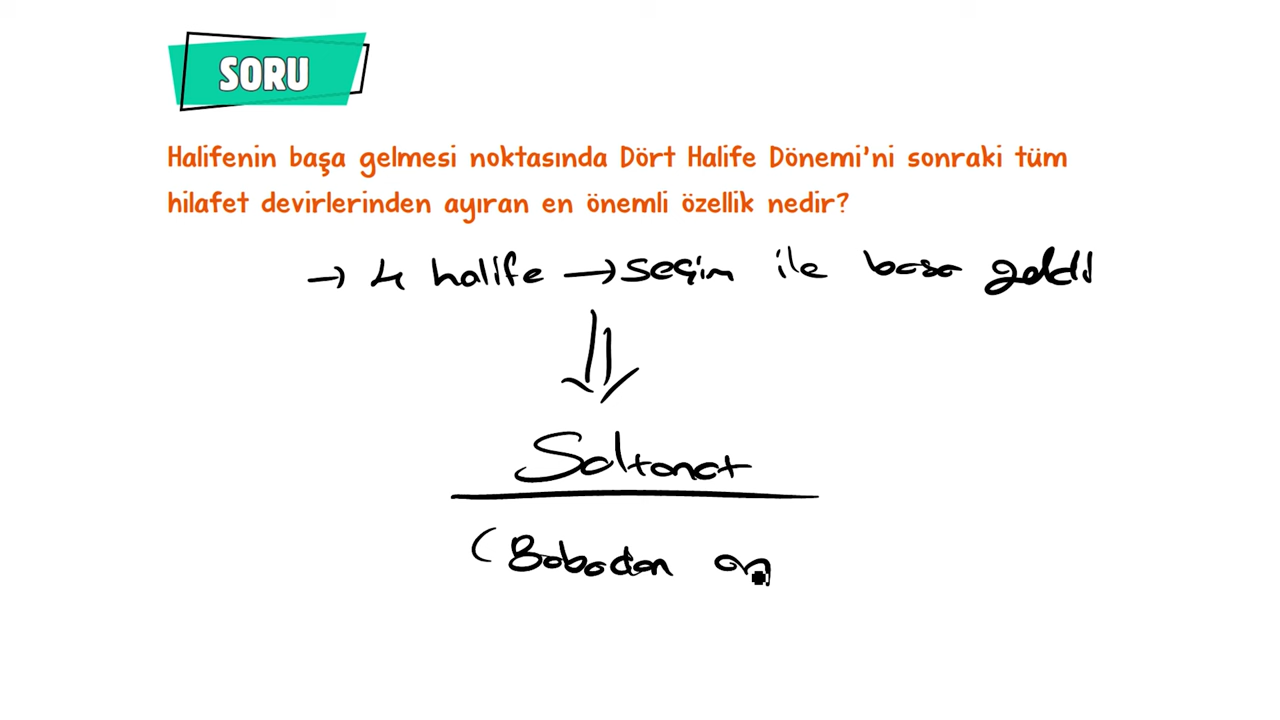 SORU
Halifenin başa gelmesi noktasında Dört Halife Dönemi'ni sonraki tüm
hilafet devirlerinden ayıran en önemli özellik nedir?
→ 4 halife → seçim ile başa geldi
Saltanat
(Babadan